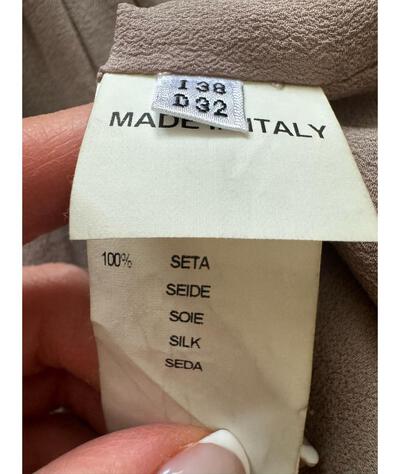 I 38
D 32
MADE IN ITALY
100% SETA
SEIDE
SOIE
SILK
SEDA